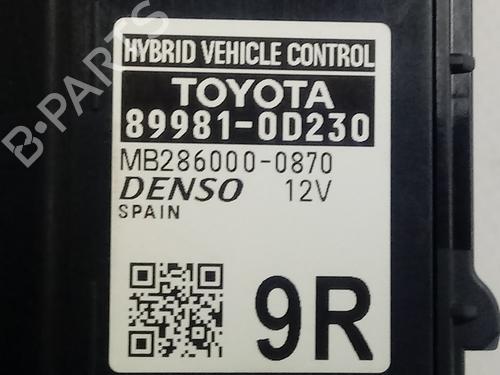 HYBRID VEHICLE CONTROL
TOYOTA
89981-0D230
MB286000-0870
DENSO 12V
SPAIN
9R
B-PARTS